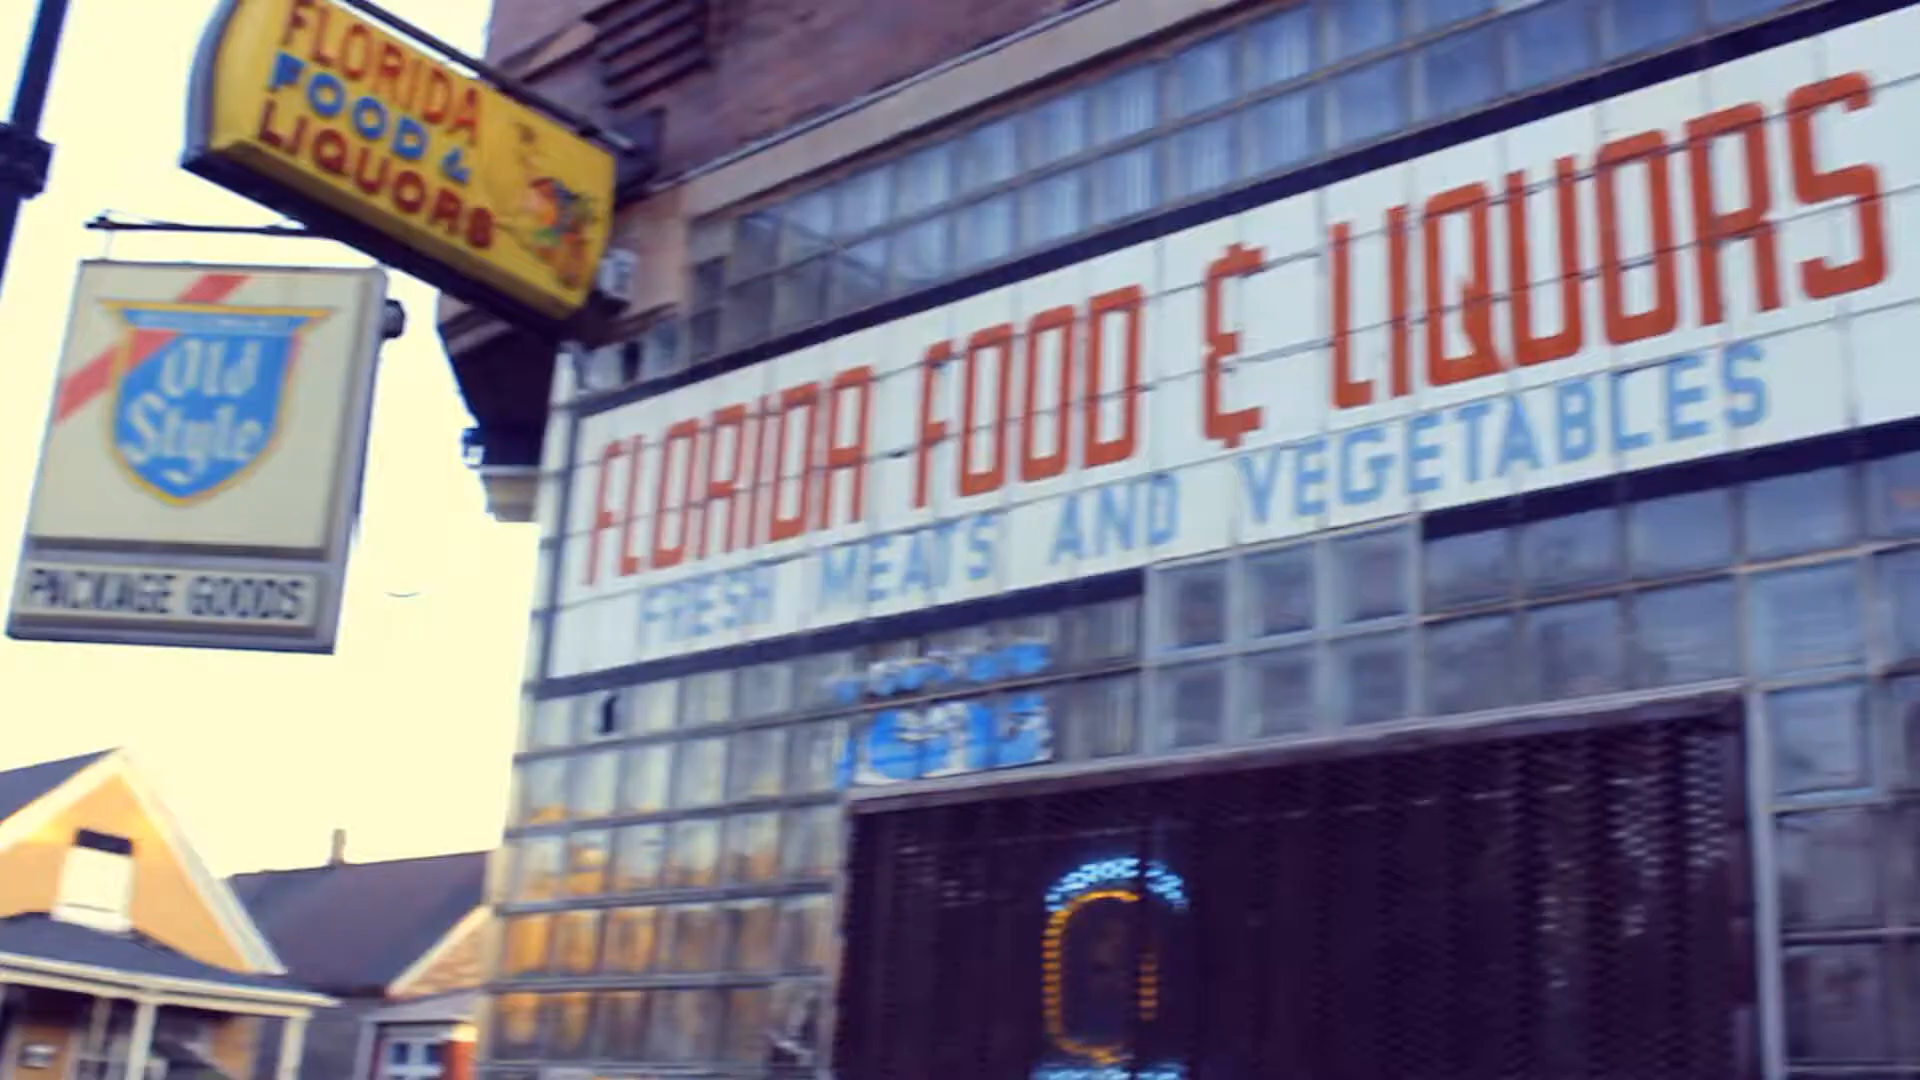 FLORIDA
FOOD &
LIQUORS
Old
Style
PACKAGE GOODS
FLORIDA FOOD & LIQUORS
FRESH MEATS AND VEGETABLES